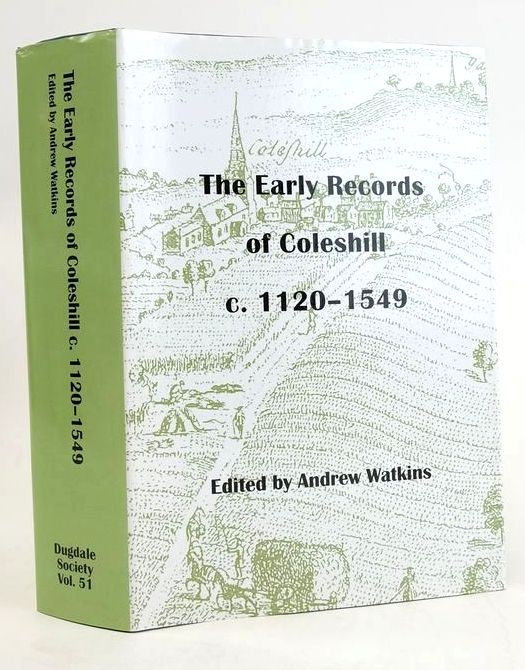 The Early Records of Coleshill c. 1120–1549
Edited by Andrew Watkins
Dugdale
Society
Vol. 51
Coleshill
The Early Records
of Coleshill
c. 1120–1549
Edited by Andrew Watkins